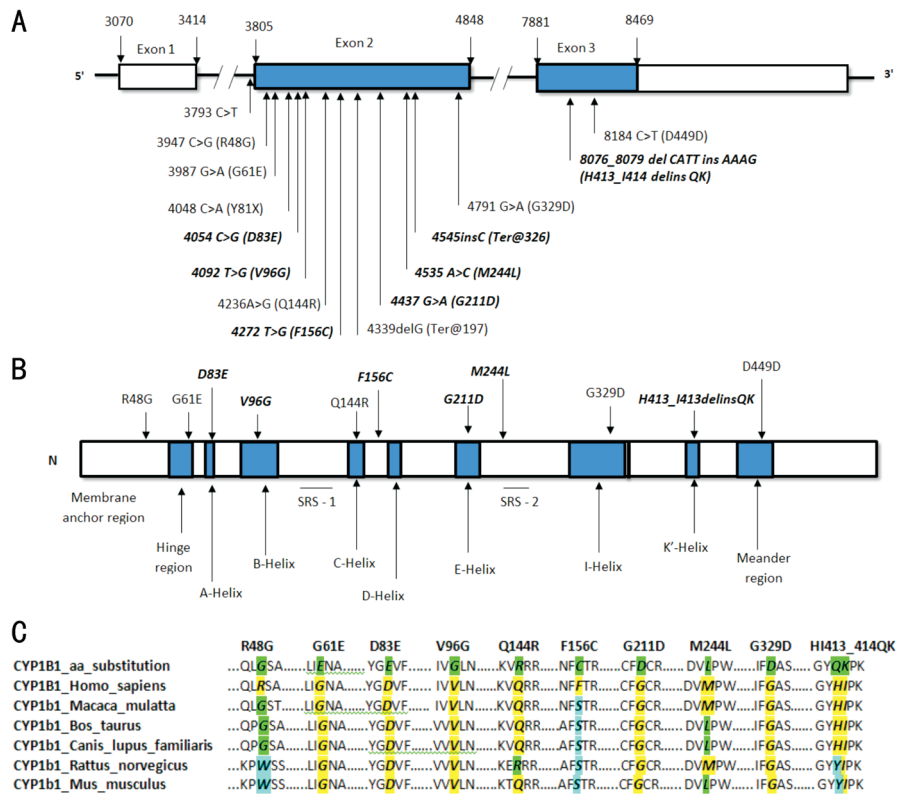 A
3070 3414 3805 4848 7881 8469
Exon 1 Exon 2 Exon 3
5' 3'
3793 C>T
3947 C>G (R48G)
3987 G>A (G61E)
4048 C>A (Y81X)
4054 C>G (D83E)
4092 T>G (V96G)
4236A>G (Q144R)
4272 T>G (F156C)
4339delG (Ter@197)
4437 G>A (G211D)
4535 A>C (M244L)
4545insC (Ter@326)
4791 G>A (G329D)
8184 C>T (D449D)
8076_8079 del CATT ins AAAG
(H413_I414 delins QK)
B
R48G G61E D83E V96G Q144R F156C G211D M244L G329D H413_I413delinsQK D449D
N
Membrane
anchor region
SRS - 1 SRS - 2
Hinge
region
A-Helix
B-Helix
C-Helix
D-Helix
E-Helix
I-Helix
K'-Helix
Meander
region
C
R48G G61E D83E V96G Q144R F156C G211D M244L G329D HI413_414QK
CYP1B1_aa_substitution ...QLGSA......LIENA....YGEVF... IVGLN....KVRRR...NFCTR.....CFDCR....DVLPW...IFDAS....GYQKPK
CYP1B1_Homo_sapiens ...QLRSA......LIGNA....YGDVF... IVVLN....KVQRR...NFFTR.....CFGCR....DVMPW...IFGAS....GYHIPK
CYP1b1_Macaca_mulatta ...QLGST......LIGNA....YGDVF... IVVLN....KVQRR...NFSTR.....CFGCR....DVMPW...IFGAS....GYHIPK
CYP1b1_Bos_taurus ...QPGSA......LIGNA....YGDVF......VVLN....KVQRR...AFSTR.....CFGCR....DVLPW...IFGAS....GYHIPK
CYP1b1_Canis_lupus_familiaris ...QPGSA......LIGNA....YGDVF......VVVLN....KVQRR...AFSTR.....CFGCR....DVLPW...IFGAS....GYHIPK
CYP1b1_Rattus_norvegicus ...KPWSS......LIGNA....YGDVF... IVVLN....KERRR...NFSTR.....CFGCR....DVMPW...IFGAS....GYYIPK
CYP1b1_Mus_musculus ...KPWSS......LIGNA....YGDVF... IVVLN....KTQRR...AFSTR.....CFGCR....DVLPW...IFGAS....GYYIPK